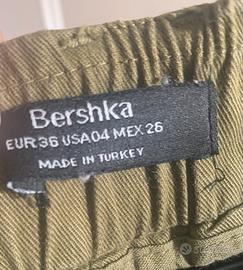 Bershka
EUR 36 USA 04 MEX 26
MADE IN TURKEY